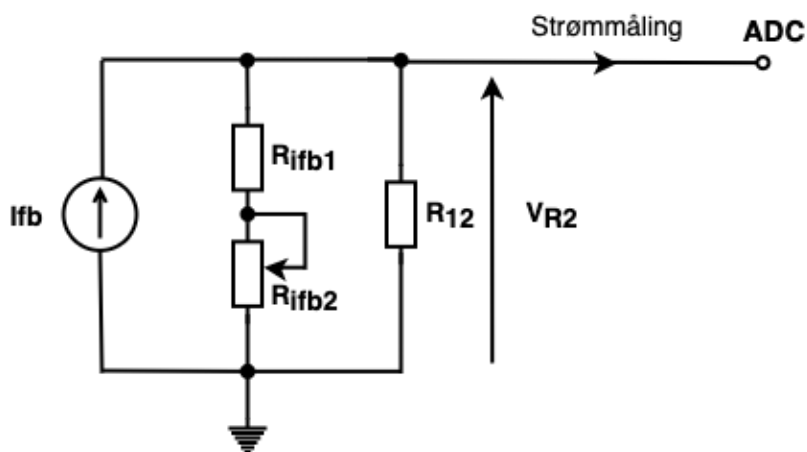 Strømmåling
ADC
Rifb1
Ifb
R12
VR2
Rifb2